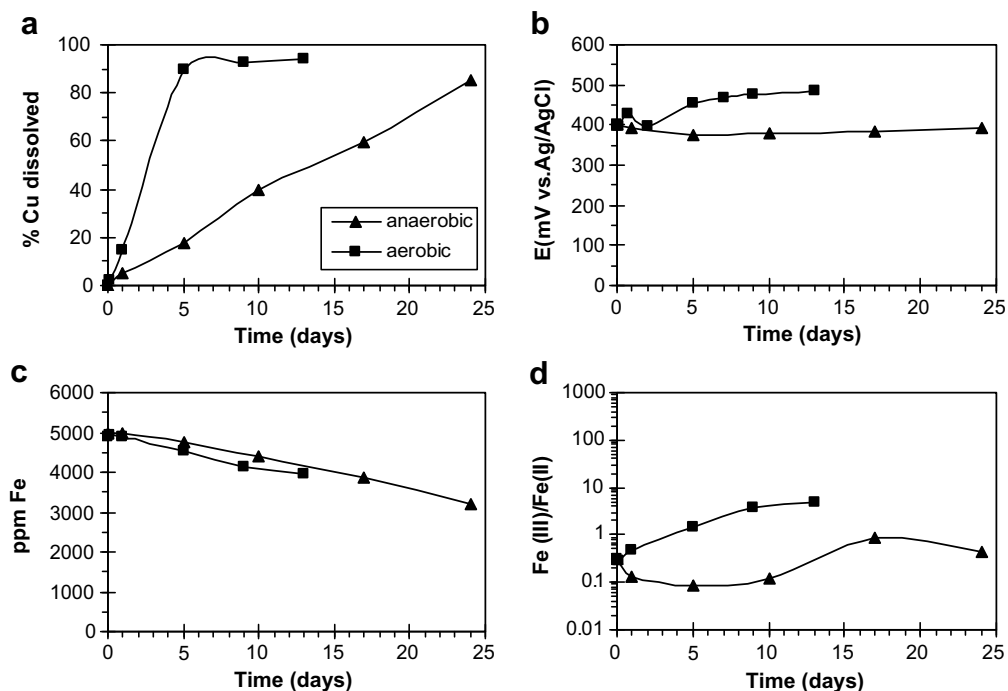 a
100
80
60
40
20
0
% Cu dissolved
anaerobic
aerobic
0 5 10 15 20 25
Time (days)
b
600
500
400
300
200
100
0
E(mV vs.Ag/AgCl)
0 5 10 15 20 25
Time (days)
c
6000
5000
4000
3000
2000
1000
0
ppm Fe
0 5 10 15 20 25
Time (days)
d
1000
100
10
1
0.1
0.01
Fe (III)/Fe(II)
0 5 10 15 20 25
Time (days)